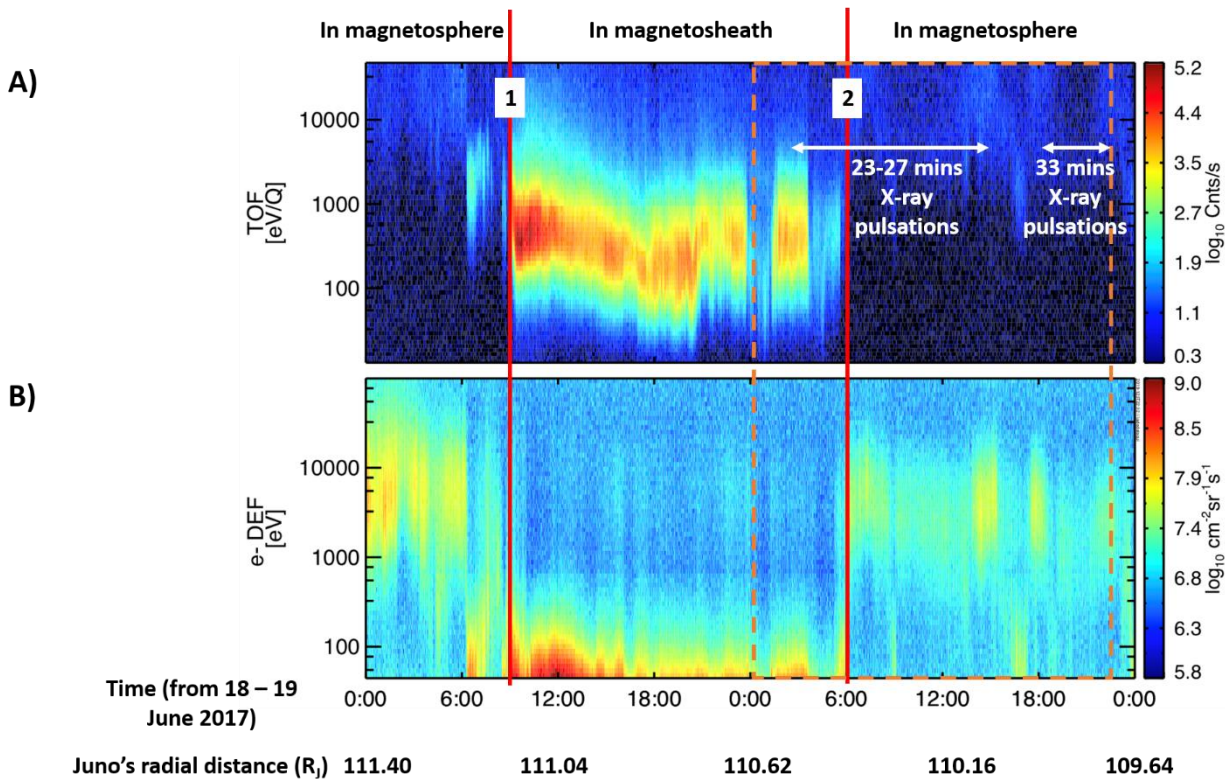 In magnetosphere
In magnetosheath
In magnetosphere
A)
1
2
10000
1000
100
TOF
[eV/Q]
23-27 mins
X-ray
pulsations
33 mins
X-ray
pulsations
5.2
4.4
3.5
2.7
1.9
1.1
0.3
log₁₀ Cnts/s
B)
10000
1000
100
e- DEF
[eV]
9.0
8.5
7.9
7.4
6.8
6.3
5.8
log₁₀ cm⁻²sr⁻¹s⁻¹
Time (from 18 – 19
June 2017)
0:00 6:00 12:00 18:00 0:00 6:00 12:00 18:00 0:00
Juno's radial distance (RJ) 111.40 111.04 110.62 110.16 109.64